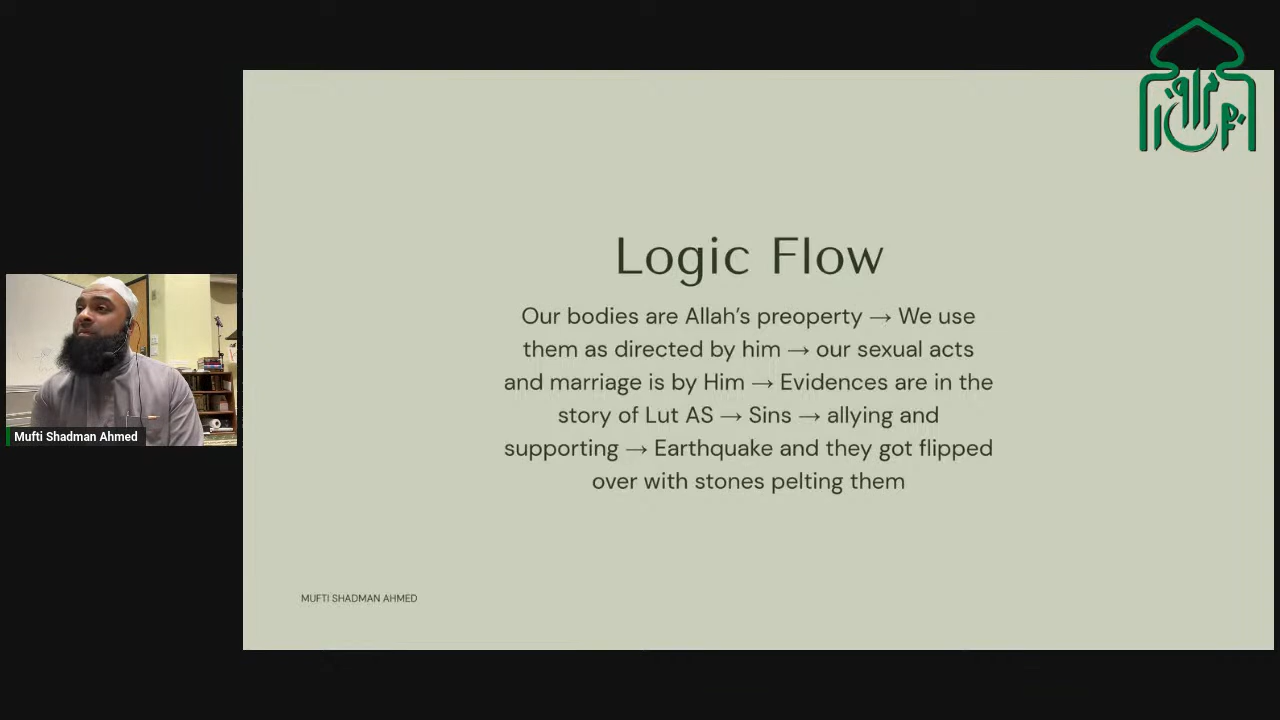 Logic Flow
Our bodies are Allah's preoperty → We use
them as directed by him → our sexual acts
and marriage is by Him → Evidences are in the
story of Lut AS → Sins → allying and
supporting → Earthquake and they got flipped
over with stones pelting them
Mufti Shadman Ahmed
MUFTI SHADMAN AHMED